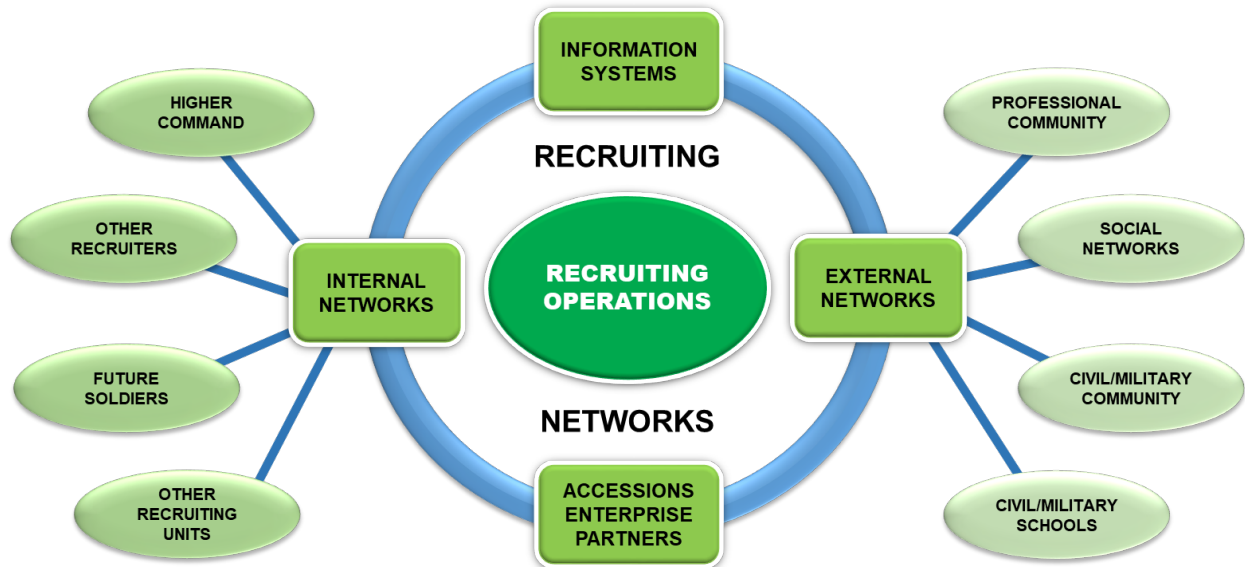 INFORMATION
SYSTEMS
HIGHER
COMMAND
PROFESSIONAL
COMMUNITY
RECRUITING
OTHER
RECRUITERS
SOCIAL
NETWORKS
INTERNAL
NETWORKS
RECRUITING
OPERATIONS
EXTERNAL
NETWORKS
FUTURE
SOLDIERS
CIVIL/MILITARY
COMMUNITY
NETWORKS
OTHER
RECRUITING
UNITS
ACCESSIONS
ENTERPRISE
PARTNERS
CIVIL/MILITARY
SCHOOLS